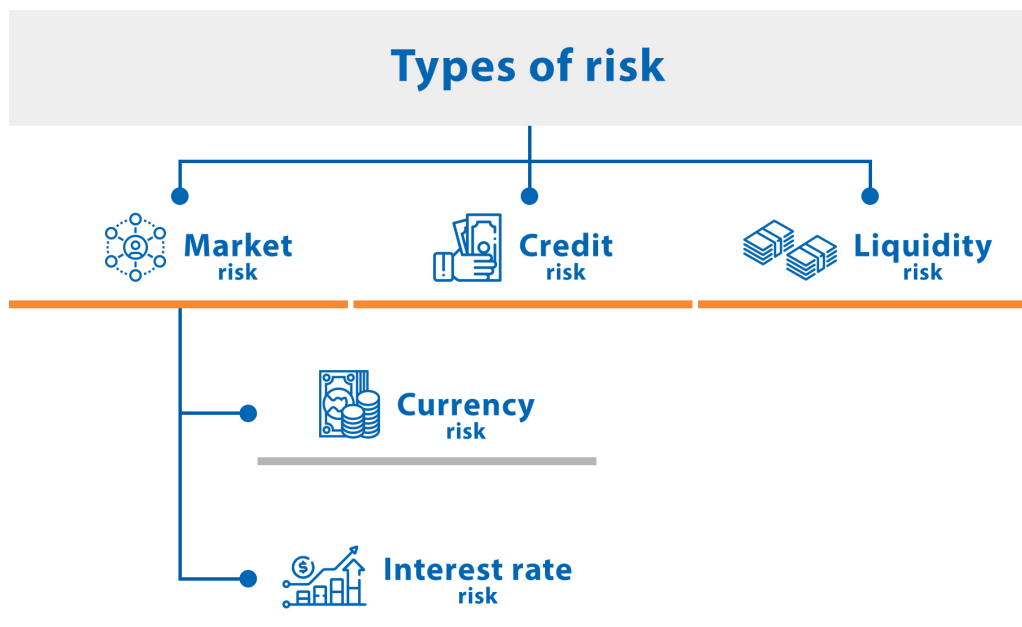 Types of risk
Market
risk
Credit
risk
Liquidity
risk
Currency
risk
$
Interest rate
risk